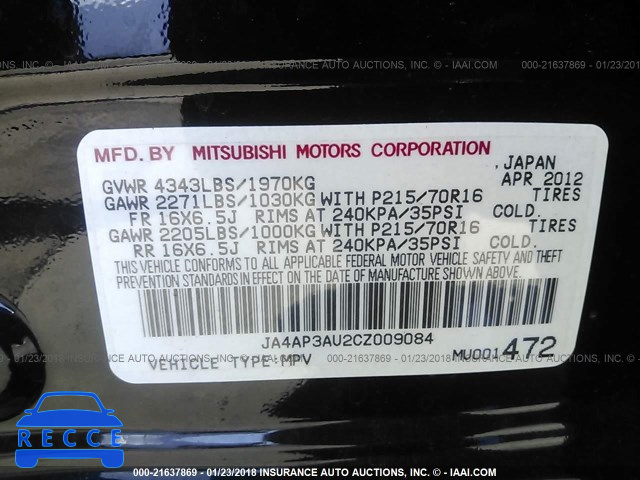 INSURANCE AUTO AUCTIONS, INC. - © IAAI.COM
000-21637869 - 01/23/2018
MFD. BY MITSUBISHI MOTORS CORPORATION
, JAPAN
GVWR 4343LBS/1970KG APR 2012
GAWR 2271LBS/1030KG WITH P215/70R16 TIRES
FR 16X6.5J RIMS AT 240KPA/35PSI COLD.
GAWR 2205LBS/1000KG WITH P215/70R16 TIRES
RR 16X6.5J RIMS AT 240KPA/35PSI COLD.
THIS VEHICLE CONFORMS TO ALL APPLICABLE FEDERAL MOTOR VEHICLE SAFETY AND THEFT
PREVENTION STANDARDS IN EFFECT ON THE DATE OF MANUFACTURE SHOWN ABOVE.
JA4AP3AU2CZ009084
VEHICLE TYPE:MPV MU001472
RECCE
000-21637869 - 01/23/2018 INSURANCE AUTO AUCTIONS, INC. - ©
IAAI.COM